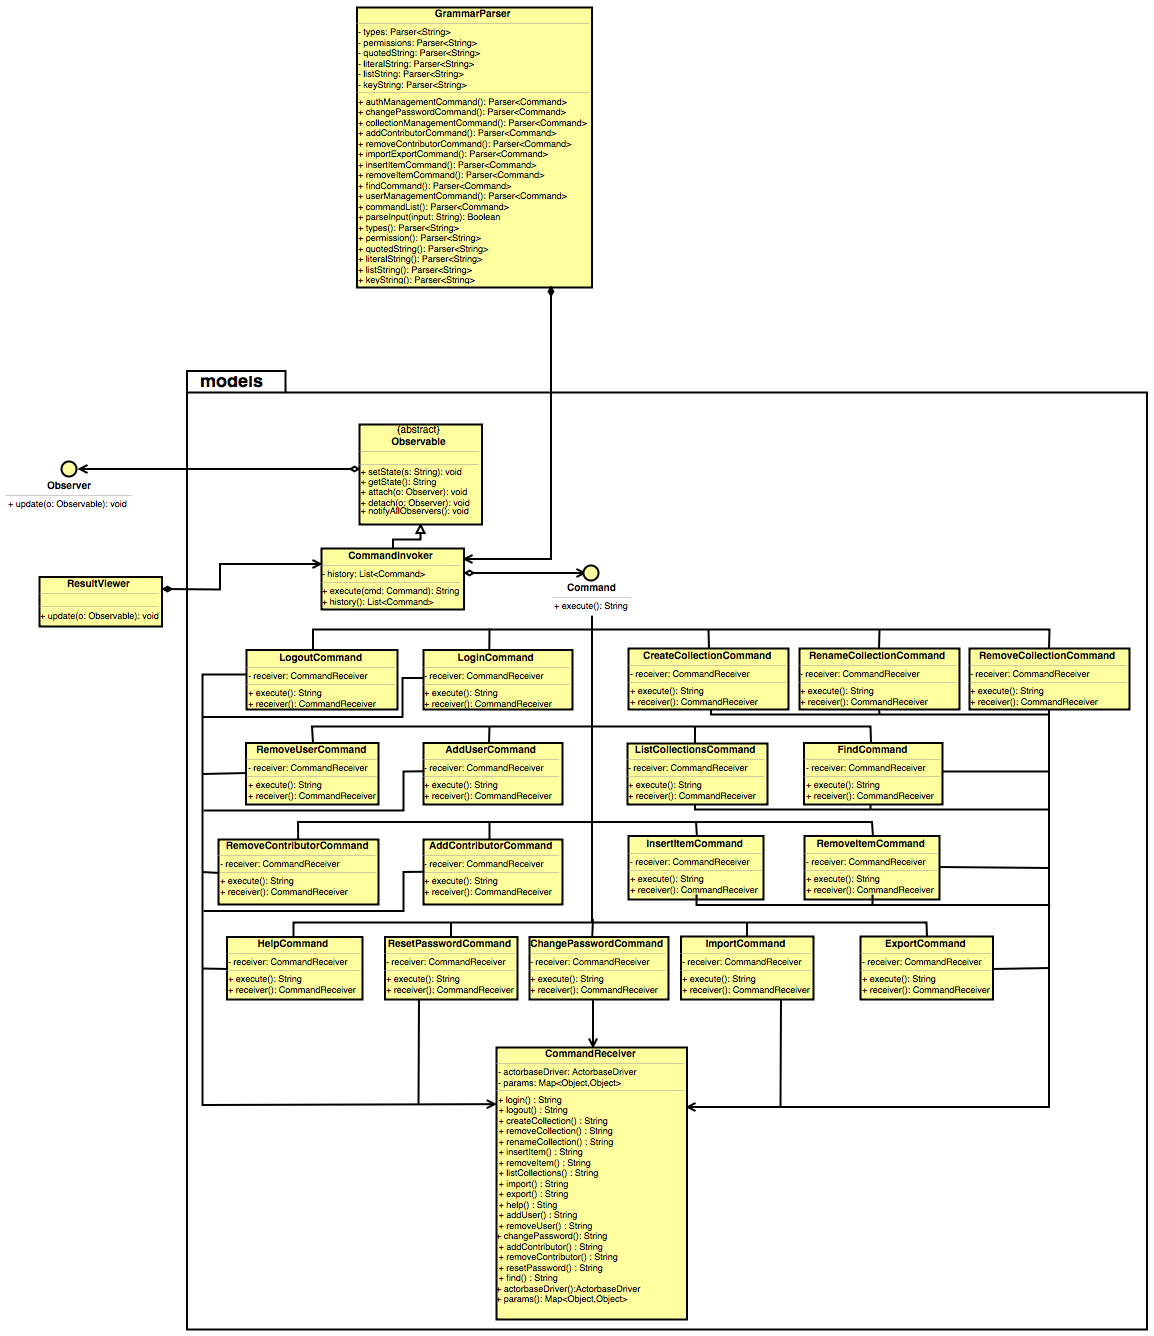 GrammarParser
- types: Parser<String>
- permissions: Parser<String>
- quotedString: Parser<String>
- literalString: Parser<String>
- listString: Parser<String>
- keyString: Parser<String>
+ authManagementCommand(): Parser<Command>
+ changePasswordCommand(): Parser<Command>
+ collectionManagementCommand(): Parser<Command>
+ addContributorCommand(): Parser<Command>
+ removeContributorCommand(): Parser<Command>
+ importExportCommand(): Parser<Command>
+ insertItemCommand(): Parser<Command>
+ removeItemCommand(): Parser<Command>
+ findCommand(): Parser<Command>
+ userManagementCommand(): Parser<Command>
+ commandList(): Parser<Command>
+ parseInput(input: String): Boolean
+ types(): Parser<String>
+ permission(): Parser<String>
+ quotedString(): Parser<String>
+ literalString(): Parser<String>
+ listString(): Parser<String>
+ keyString(): Parser<String>
models
{abstract}
Observable
+ setState(s: String): void
+ getState(): String
+ attach(o: Observer): void
+ detach(o: Observer): void
+ notifyAllObservers(): void
Observer
+ update(o: Observable): void
CommandInvoker
- history: List<Command>
+ execute(cmd: Command): String
+ history(): List<Command>
ResultViewer
+ update(o: Observable): void
Command
+ execute(): String
LogoutCommand
- receiver: CommandReceiver
+ execute(): String
+ receiver(): CommandReceiver
LoginCommand
- receiver: CommandReceiver
+ execute(): String
+ receiver(): CommandReceiver
CreateCollectionCommand
- receiver: CommandReceiver
+ execute(): String
+ receiver(): CommandReceiver
RenameCollectionCommand
- receiver: CommandReceiver
+ execute(): String
+ receiver(): CommandReceiver
RemoveCollectionCommand
- receiver: CommandReceiver
+ execute(): String
+ receiver(): CommandReceiver
RemoveUserCommand
- receiver: CommandReceiver
+ execute(): String
+ receiver(): CommandReceiver
AddUserCommand
- receiver: CommandReceiver
+ execute(): String
+ receiver(): CommandReceiver
ListCollectionsCommand
- receiver: CommandReceiver
+ execute(): String
+ receiver(): CommandReceiver
FindCommand
- receiver: CommandReceiver
+ execute(): String
+ receiver(): CommandReceiver
RemoveContributorCommand
- receiver: CommandReceiver
+ execute(): String
+ receiver(): CommandReceiver
AddContributorCommand
- receiver: CommandReceiver
+ execute(): String
+ receiver(): CommandReceiver
InsertItemCommand
- receiver: CommandReceiver
+ execute(): String
+ receiver(): CommandReceiver
RemoveItemCommand
- receiver: CommandReceiver
+ execute(): String
+ receiver(): CommandReceiver
HelpCommand
- receiver: CommandReceiver
+ execute(): String
+ receiver(): CommandReceiver
ResetPasswordCommand
- receiver: CommandReceiver
+ execute(): String
+ receiver(): CommandReceiver
ChangePasswordCommand
- receiver: CommandReceiver
+ execute(): String
+ receiver(): CommandReceiver
ImportCommand
- receiver: CommandReceiver
+ execute(): String
+ receiver(): CommandReceiver
ExportCommand
- receiver: CommandReceiver
+ execute(): String
+ receiver(): CommandReceiver
CommandReceiver
- actorbaseDriver: ActorbaseDriver
- params: Map<Object,Object>
+ login() : String
+ logout() : String
+ createCollection() : String
+ removeCollection() : String
+ renameCollection() : String
+ insertItem() : String
+ removeItem() : String
+ listCollections() : String
+ import() : String
+ export() : String
+ help() : Sting
+ addUser() : String
+ removeUser() : String
+ changePassword(): String
+ addContributor() : String
+ removeContributor() : String
+ resetPassword() : String
+ find() : String
+ actorbaseDriver():ActorbaseDriver
+ params(): Map<Object,Object>